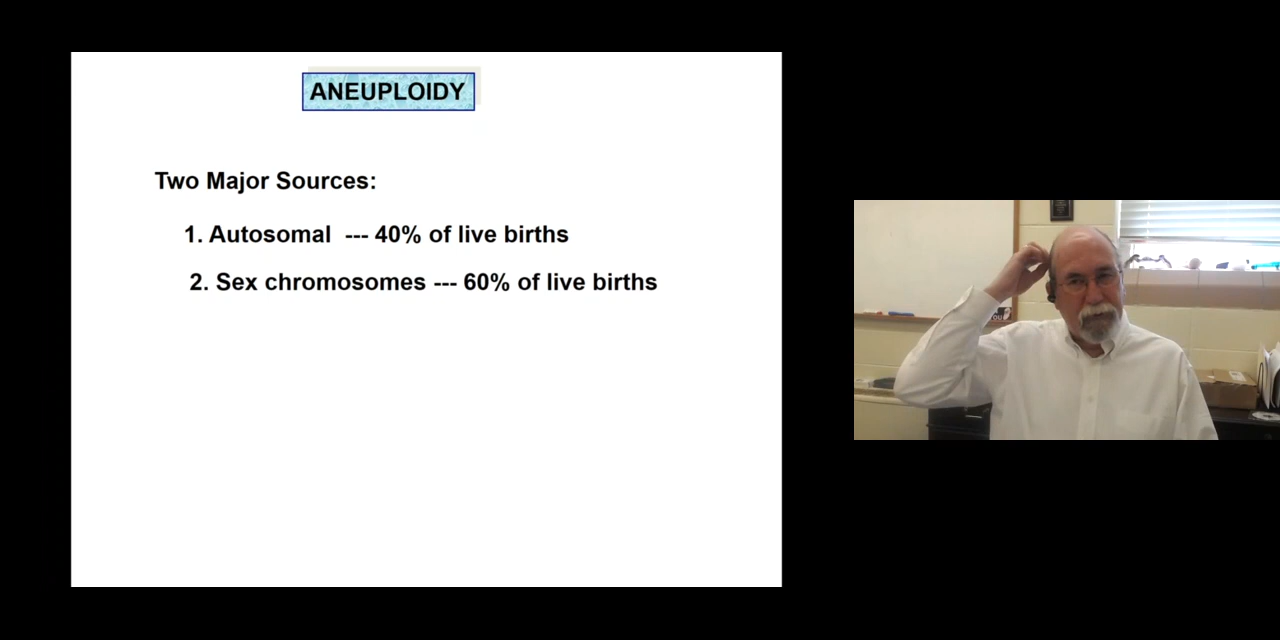 ANEUPLOIDY
Two Major Sources:
1. Autosomal --- 40% of live births
2. Sex chromosomes --- 60% of live births